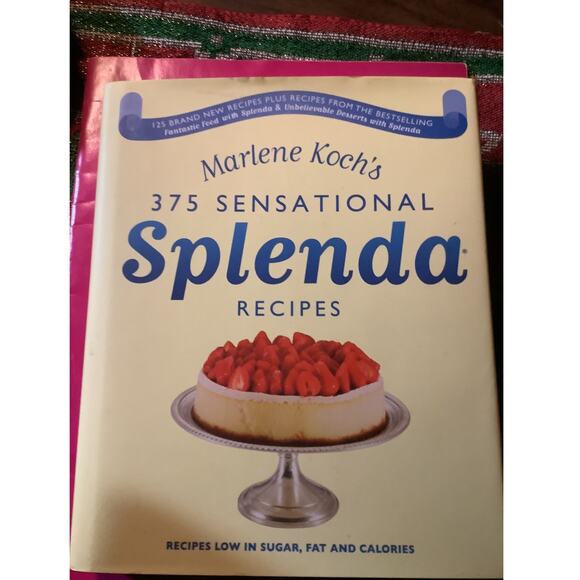 125 BRAND NEW RECIPES PLUS RECIPES FROM THE BESTSELLING
Fantastic Food with Splenda & Unbelievable Desserts with Splenda
Marlene Koch's
375 SENSATIONAL
Splenda®
RECIPES
RECIPES LOW IN SUGAR, FAT AND CALORIES